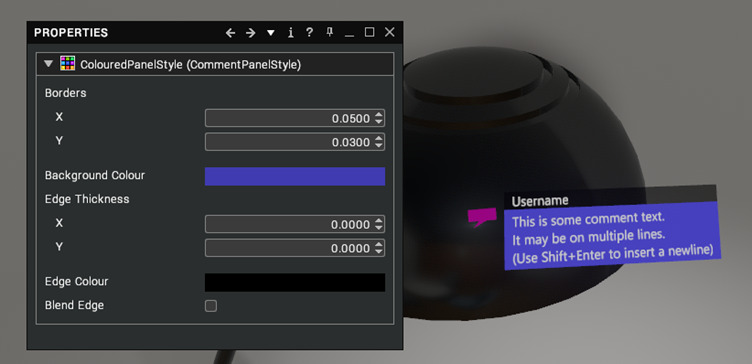 PROPERTIES
ColouredPanelStyle (CommentPanelStyle)
Borders
X 0.0500
Y 0.0300
Background Colour
Edge Thickness
X 0.0000
Y 0.0000
Edge Colour
Blend Edge
Username
This is some comment text.
It may be on multiple lines.
(Use Shift+Enter to insert a newline)